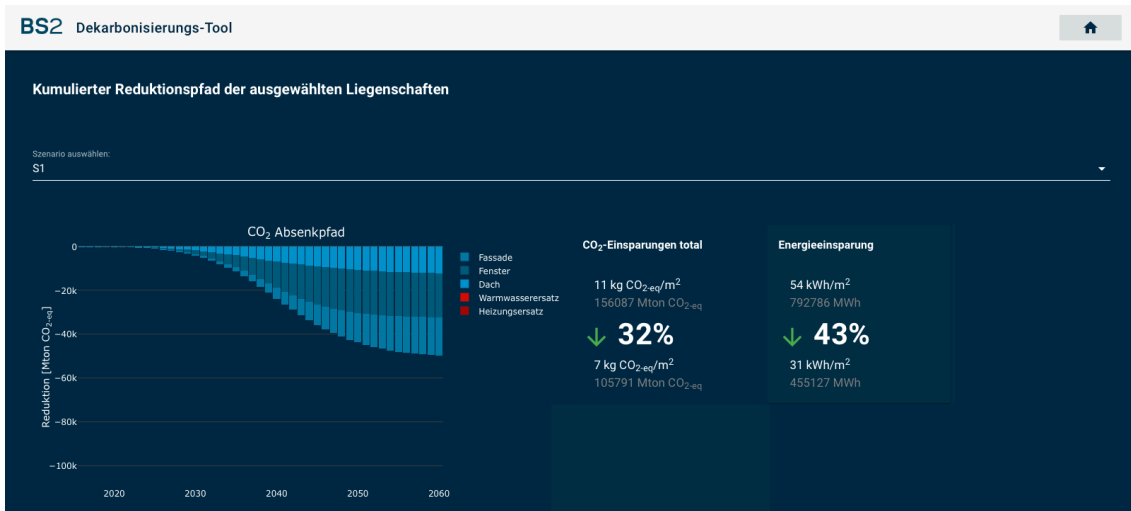 BS2 Dekarbonisierungs-Tool
Kumulierter Reduktionspfad der ausgewählten Liegenschaften
Szenario auswählen:
S1
CO2 Absenkpfad
Reduktion [Mton CO2-eq]
0
−20k
−40k
−60k
−80k
−100k
2020
2030
2040
2050
2060
Fassade
Fenster
Dach
Warmwasserersatz
Heizungsersatz
CO2-Einsparungen total
11 kg CO2-eq/m2
156087 Mton CO2-eq
32%
7 kg CO2-eq/m2
105791 Mton CO2-eq
Energieeinsparung
54 kWh/m2
792786 MWh
43%
31 kWh/m2
455127 MWh